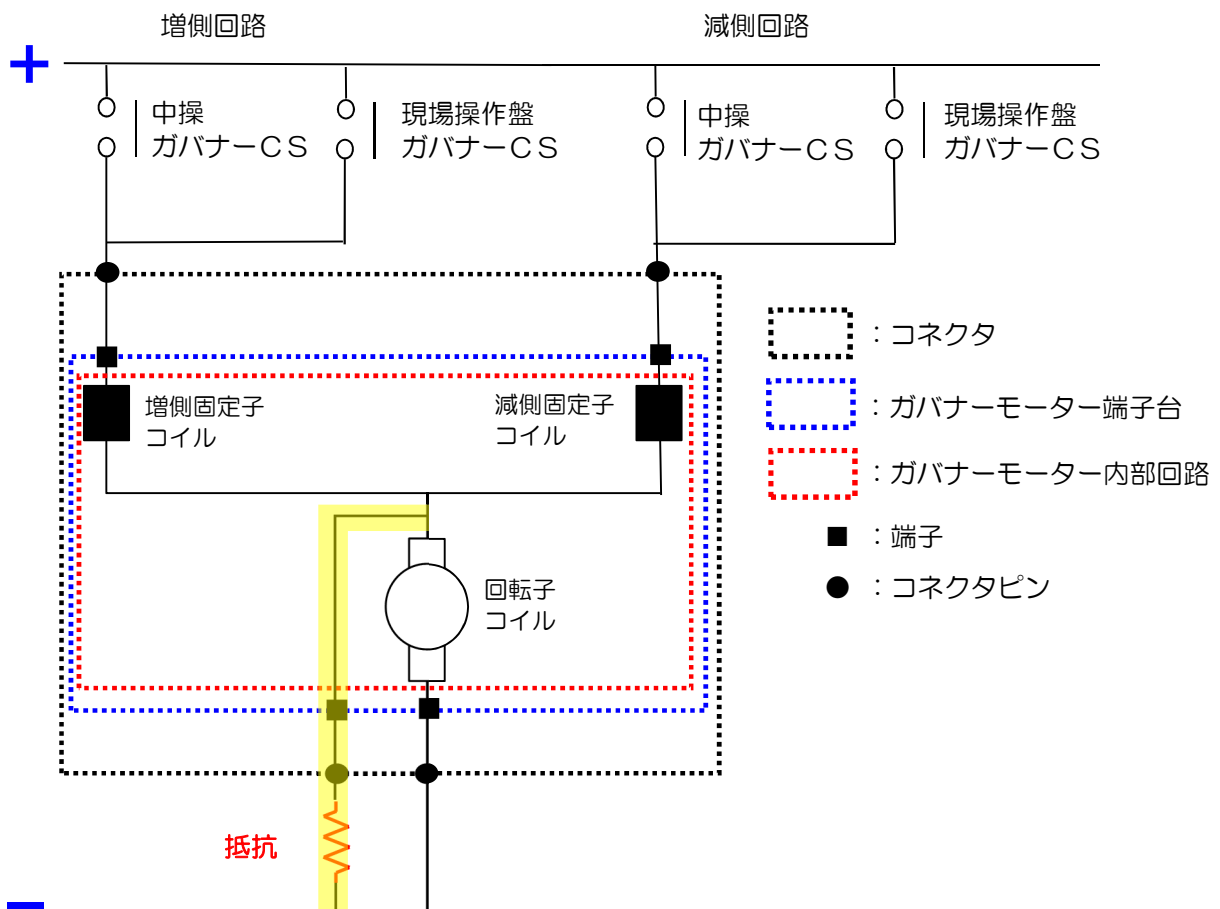 増側回路
減側回路
＋
中操
ガバナーＣＳ
現場操作盤
ガバナーＣＳ
中操
ガバナーＣＳ
現場操作盤
ガバナーＣＳ
：コネクタ
：ガバナーモーター端子台
：ガバナーモーター内部回路
■：端子
●：コネクタピン
増側固定子
コイル
減側固定子
コイル
回転子
コイル
抵抗
－